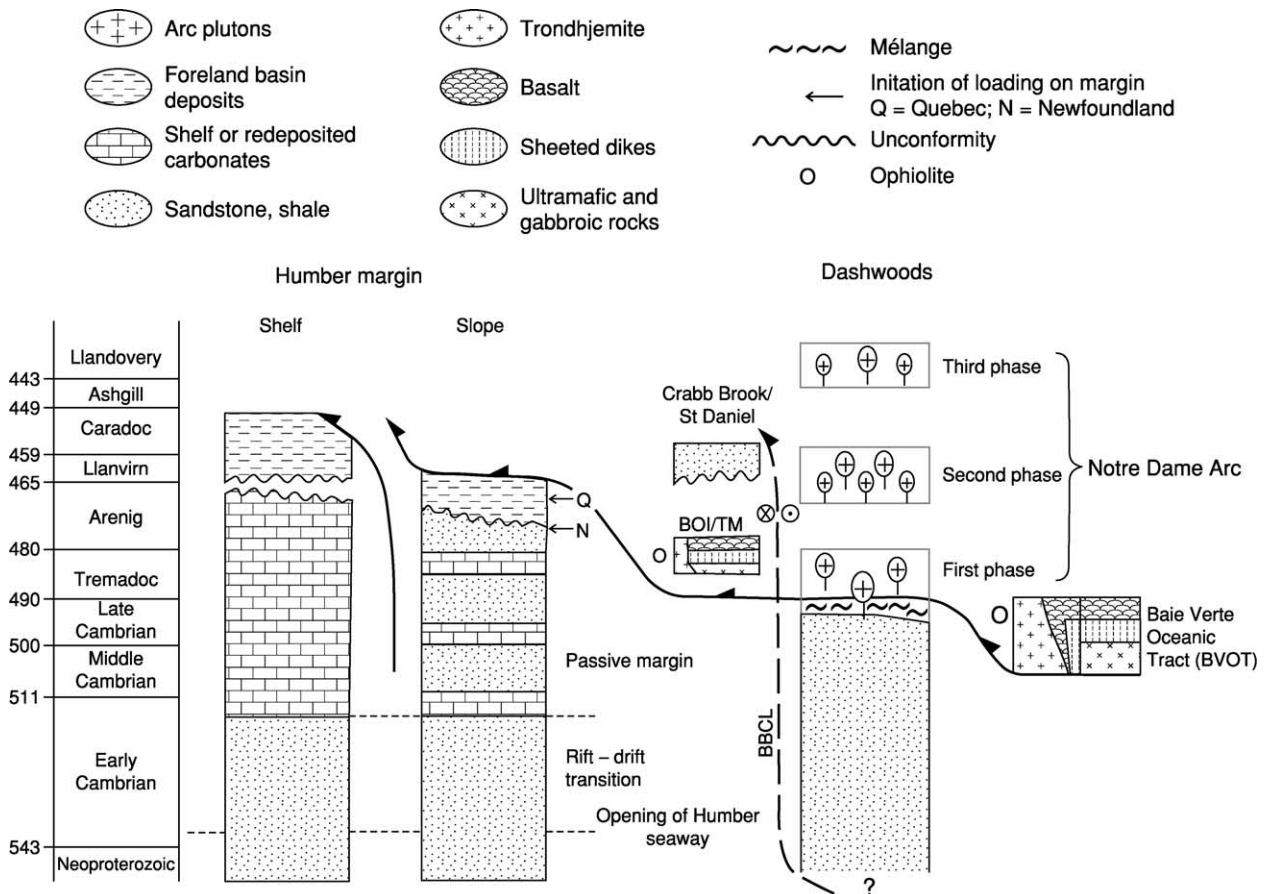 Arc plutons
Foreland basin
deposits
Shelf or redeposited
carbonates
Sandstone, shale
Trondhjemite
Basalt
Sheeted dikes
Ultramafic and
gabbroic rocks
Mélange
Initation of loading on margin
Q = Quebec; N = Newfoundland
Unconformity
O Ophiolite
Humber margin
Dashwoods
Shelf
Slope
Llandovery
443
Ashgill
449
Caradoc
459
Llanvirn
465
Arenig
480
Tremadoc
490
Late
Cambrian
500
Middle
Cambrian
511
Early
Cambrian
543
Neoproterozoic
Q
N
Passive margin
Rift – drift
transition
Opening of Humber
seaway
Crabb Brook/
St Daniel
BOI/TM
O
BBCL
?
Third phase
Second phase
First phase
Notre Dame Arc
O
Baie Verte
Oceanic
Tract (BVOT)